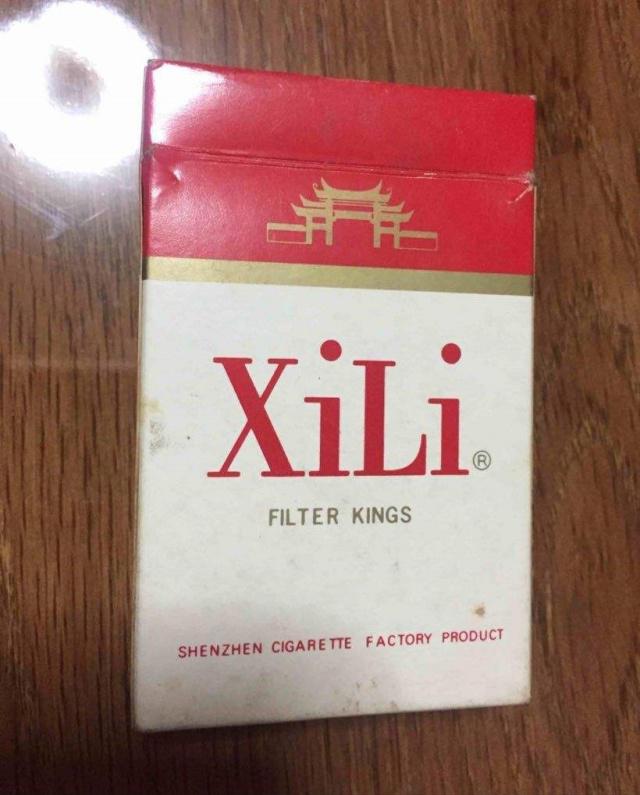 XiLi®
FILTER KINGS
SHENZHEN CIGARETTE FACTORY PRODUCT